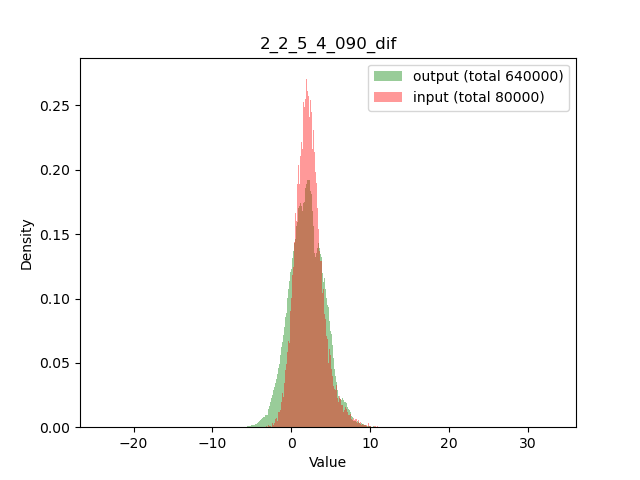 2_2_5_4_090_dif
output (total 640000)
input (total 80000)
0.25
0.20
0.15
0.10
0.05
0.00
Density
−20 −10 0 10 20 30
Value